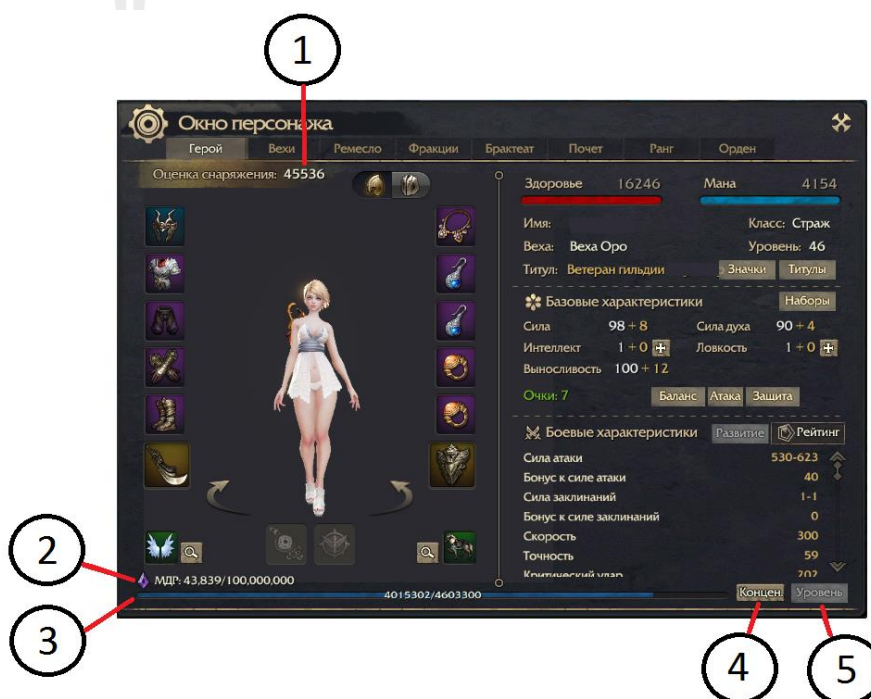 1
Окно персонажа
Герой Вехи Ремесло Фракции Брактеат Почет Ранг Орден
Оценка снаряжения: 45536
Здоровье 16246 Мана 4154
Имя: Класс: Страж
Веха: Веха Оро Уровень: 46
Титул: Ветеран гильдии Значки Титулы
Базовые характеристики Наборы
Сила 98 + 8 Сила духа 90 + 4
Интеллект 1 + 0 Ловкость 1 + 0
Выносливость 100 + 12
Очки: 7 Баланс Атака Защита
Боевые характеристики Развитие Рейтинг
Сила атаки 530-623
Бонус к силе атаки 40
Сила заклинаний 1-1
Бонус к силе заклинаний 0
Скорость 300
Точность 59
Критический удар 202
2
МДР: 43,839/100,000,000
4015302/4603300 Концен. Уровень
3
4
5